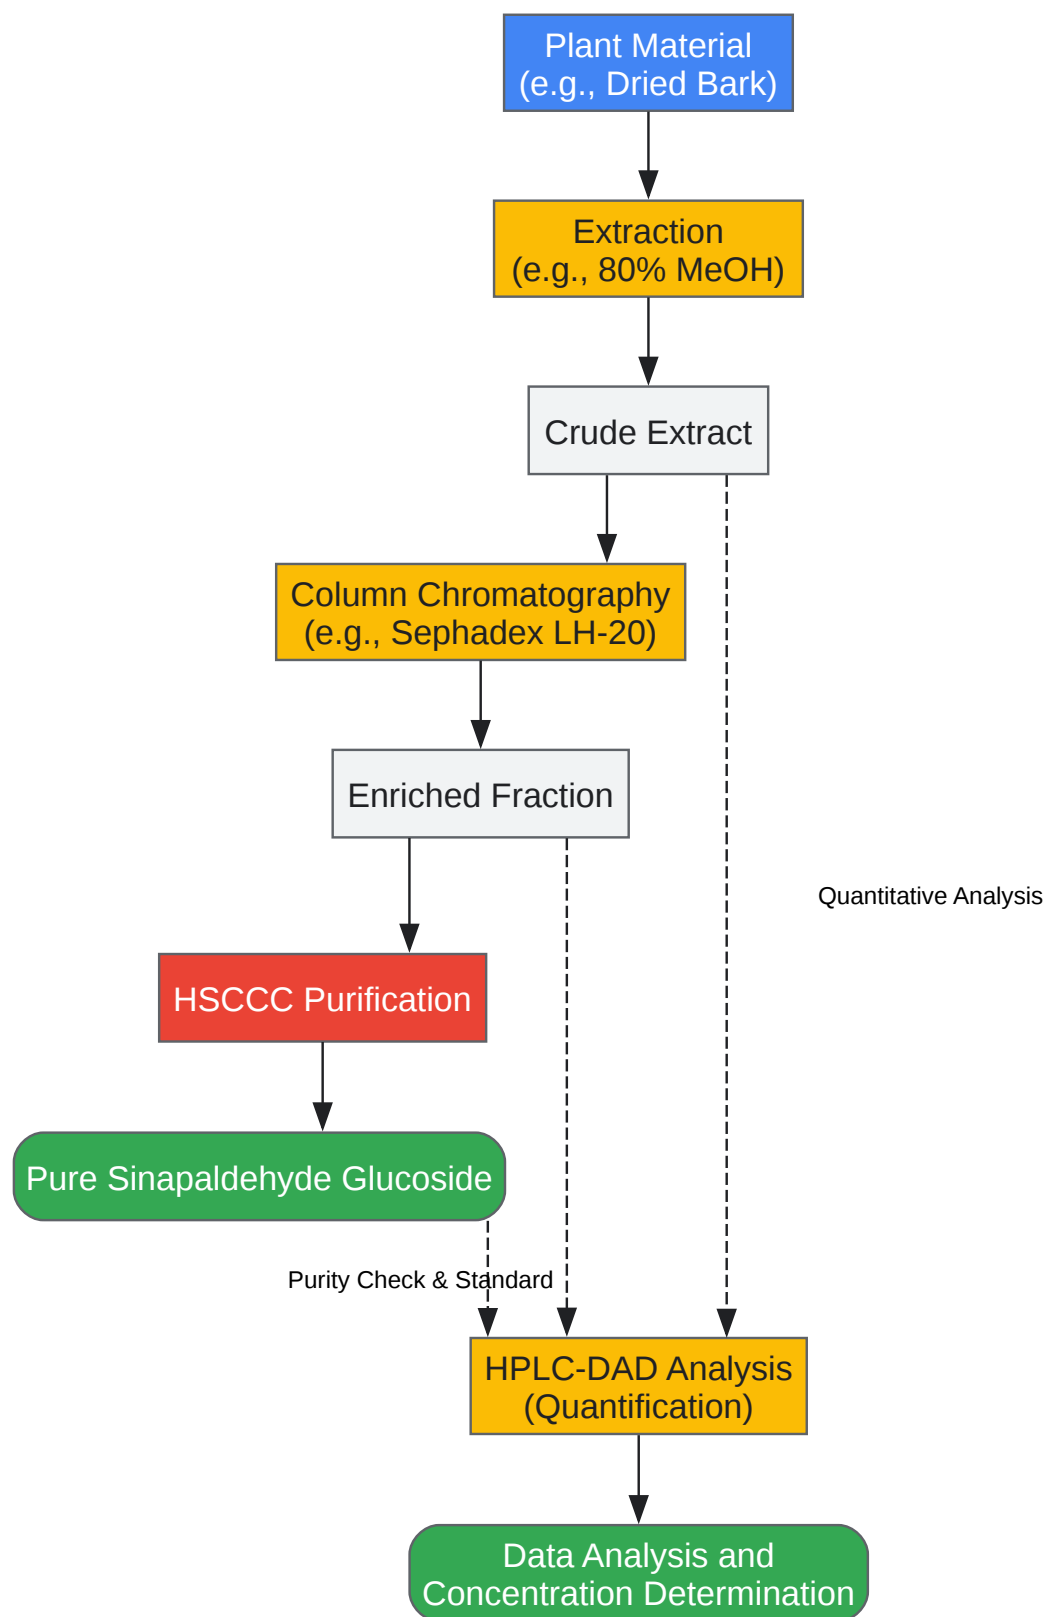 Plant Material
(e.g., Dried Bark)
Extraction
(e.g., 80% MeOH)
Crude Extract
Column Chromatography
(e.g., Sephadex LH-20)
Enriched Fraction
Quantitative Analysis
HSCCC Purification
Pure Sinapaldehyde Glucoside
Purity Check & Standard
HPLC-DAD Analysis
(Quantification)
Data Analysis and
Concentration Determination